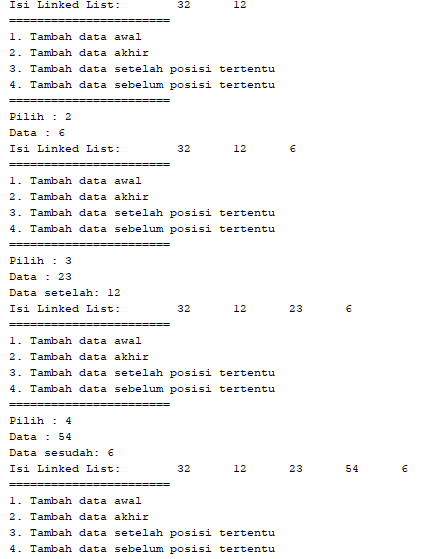 Isi Linked List: 32 12
=======================
1. Tambah data awal
2. Tambah data akhir
3. Tambah data setelah posisi tertentu
4. Tambah data sebelum posisi tertentu
=======================
Pilih : 2
Data : 6
Isi Linked List: 32 12 6
=======================
1. Tambah data awal
2. Tambah data akhir
3. Tambah data setelah posisi tertentu
4. Tambah data sebelum posisi tertentu
=======================
Pilih : 3
Data : 23
Data setelah: 12
Isi Linked List: 32 12 23 6
=======================
1. Tambah data awal
2. Tambah data akhir
3. Tambah data setelah posisi tertentu
4. Tambah data sebelum posisi tertentu
=======================
Pilih : 4
Data : 54
Data sesudah: 6
Isi Linked List: 32 12 23 54 6
=======================
1. Tambah data awal
2. Tambah data akhir
3. Tambah data setelah posisi tertentu
4. Tambah data sebelum posisi tertentu